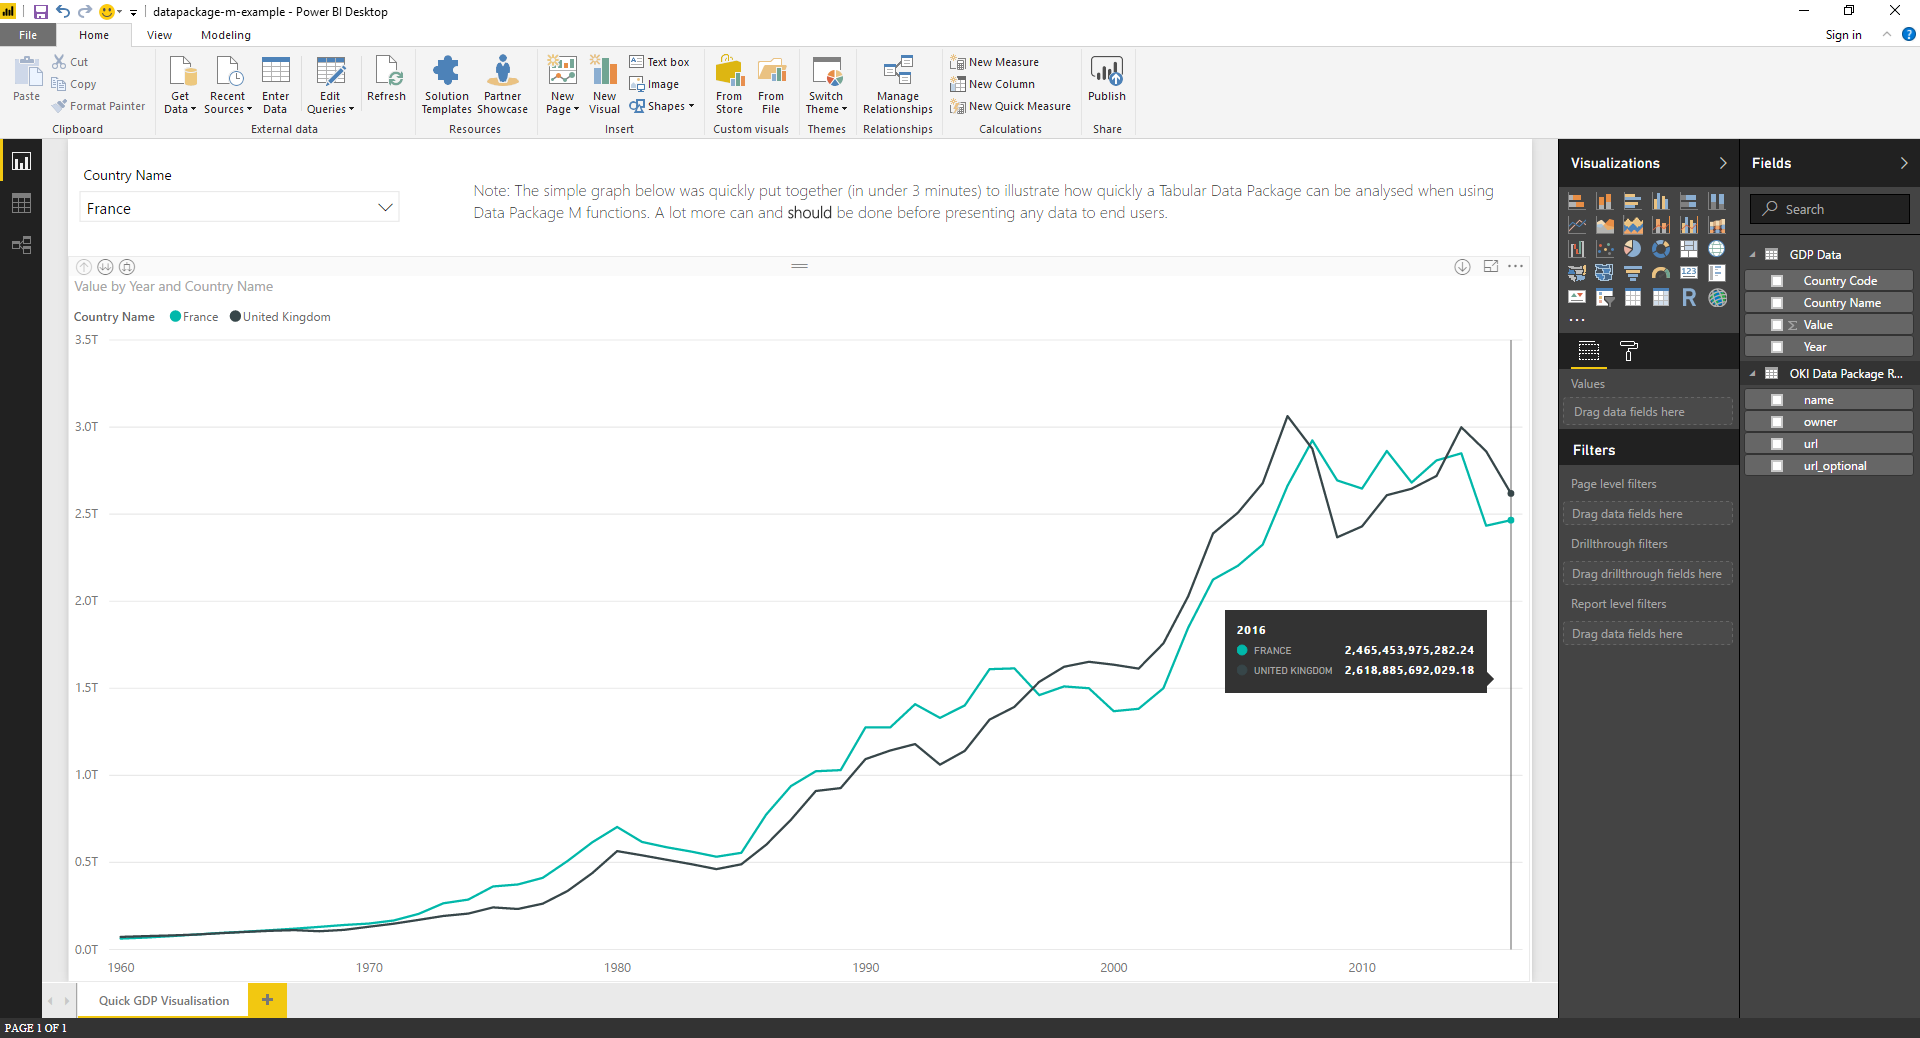 datapackage-m-example - Power BI Desktop
File Home View Modeling Sign in
Cut
Copy
Format Painter
Paste
Clipboard
Get Data
Recent Sources
Enter Data
Edit Queries
Refresh
External data
Solution Templates
Partner Showcase
Resources
New Page
New Visual
Text box
Image
Shapes
Insert
From Store
From File
Custom visuals
Switch Theme
Themes
Manage Relationships
Relationships
New Measure
New Column
New Quick Measure
Calculations
Publish
Share
Country Name
France
Note: The simple graph below was quickly put together (in under 3 minutes) to illustrate how quickly a Tabular Data Package can be analysed when using
Data Package M functions. A lot more can and should be done before presenting any data to end users.
Value by Year and Country Name
Country Name France United Kingdom
3.5T
3.0T
2.5T
2.0T
1.5T
1.0T
0.5T
0.0T
1960 1970 1980 1990 2000 2010
2016
FRANCE 2,465,453,975,282.24
UNITED KINGDOM 2,618,885,692,029.18
Visualizations
123
R
Values
Drag data fields here
Filters
Page level filters
Drag data fields here
Drillthrough filters
Drag drillthrough fields here
Report level filters
Drag data fields here
Fields
Search
GDP Data
Country Code
Country Name
Σ Value
Year
OKI Data Package R...
name
owner
url
url_optional
Quick GDP Visualisation +
PAGE 1 OF 1